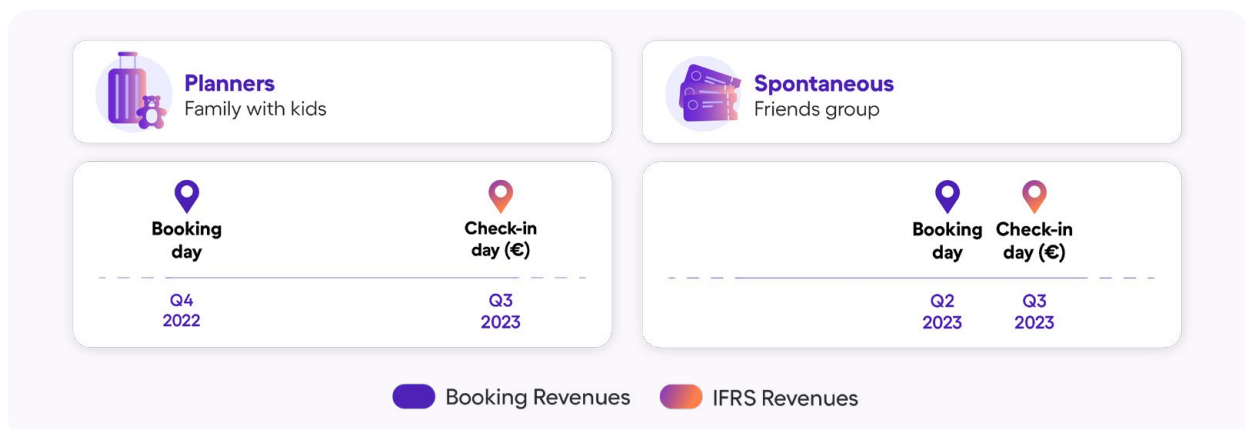 Planners
Family with kids
Spontaneous
Friends group
Booking
day
Check-in
day (€)
Q4
2022
Q3
2023
Booking
day
Check-in
day (€)
Q2
2023
Q3
2023
Booking Revenues
IFRS Revenues